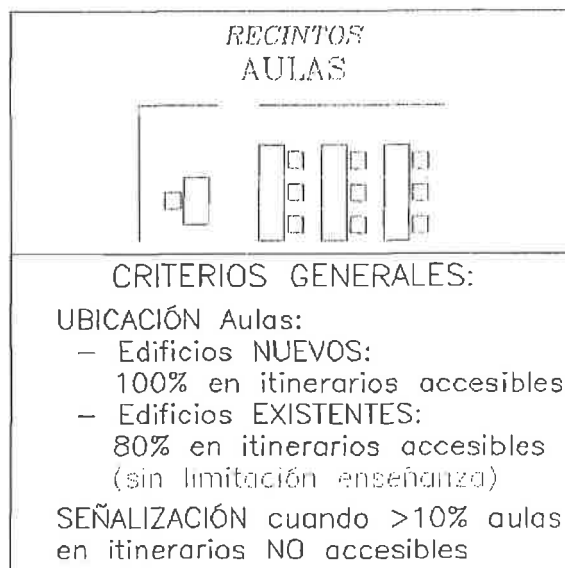 RECINTOS
AULAS
CRITERIOS GENERALES:
UBICACIÓN Aulas:
– Edificios NUEVOS:
100% en itinerarios accesibles
– Edificios EXISTENTES:
80% en itinerarios accesibles
(sin limitación enseñanza)
SEÑALIZACIÓN cuando >10% aulas
en itinerarios NO accesibles